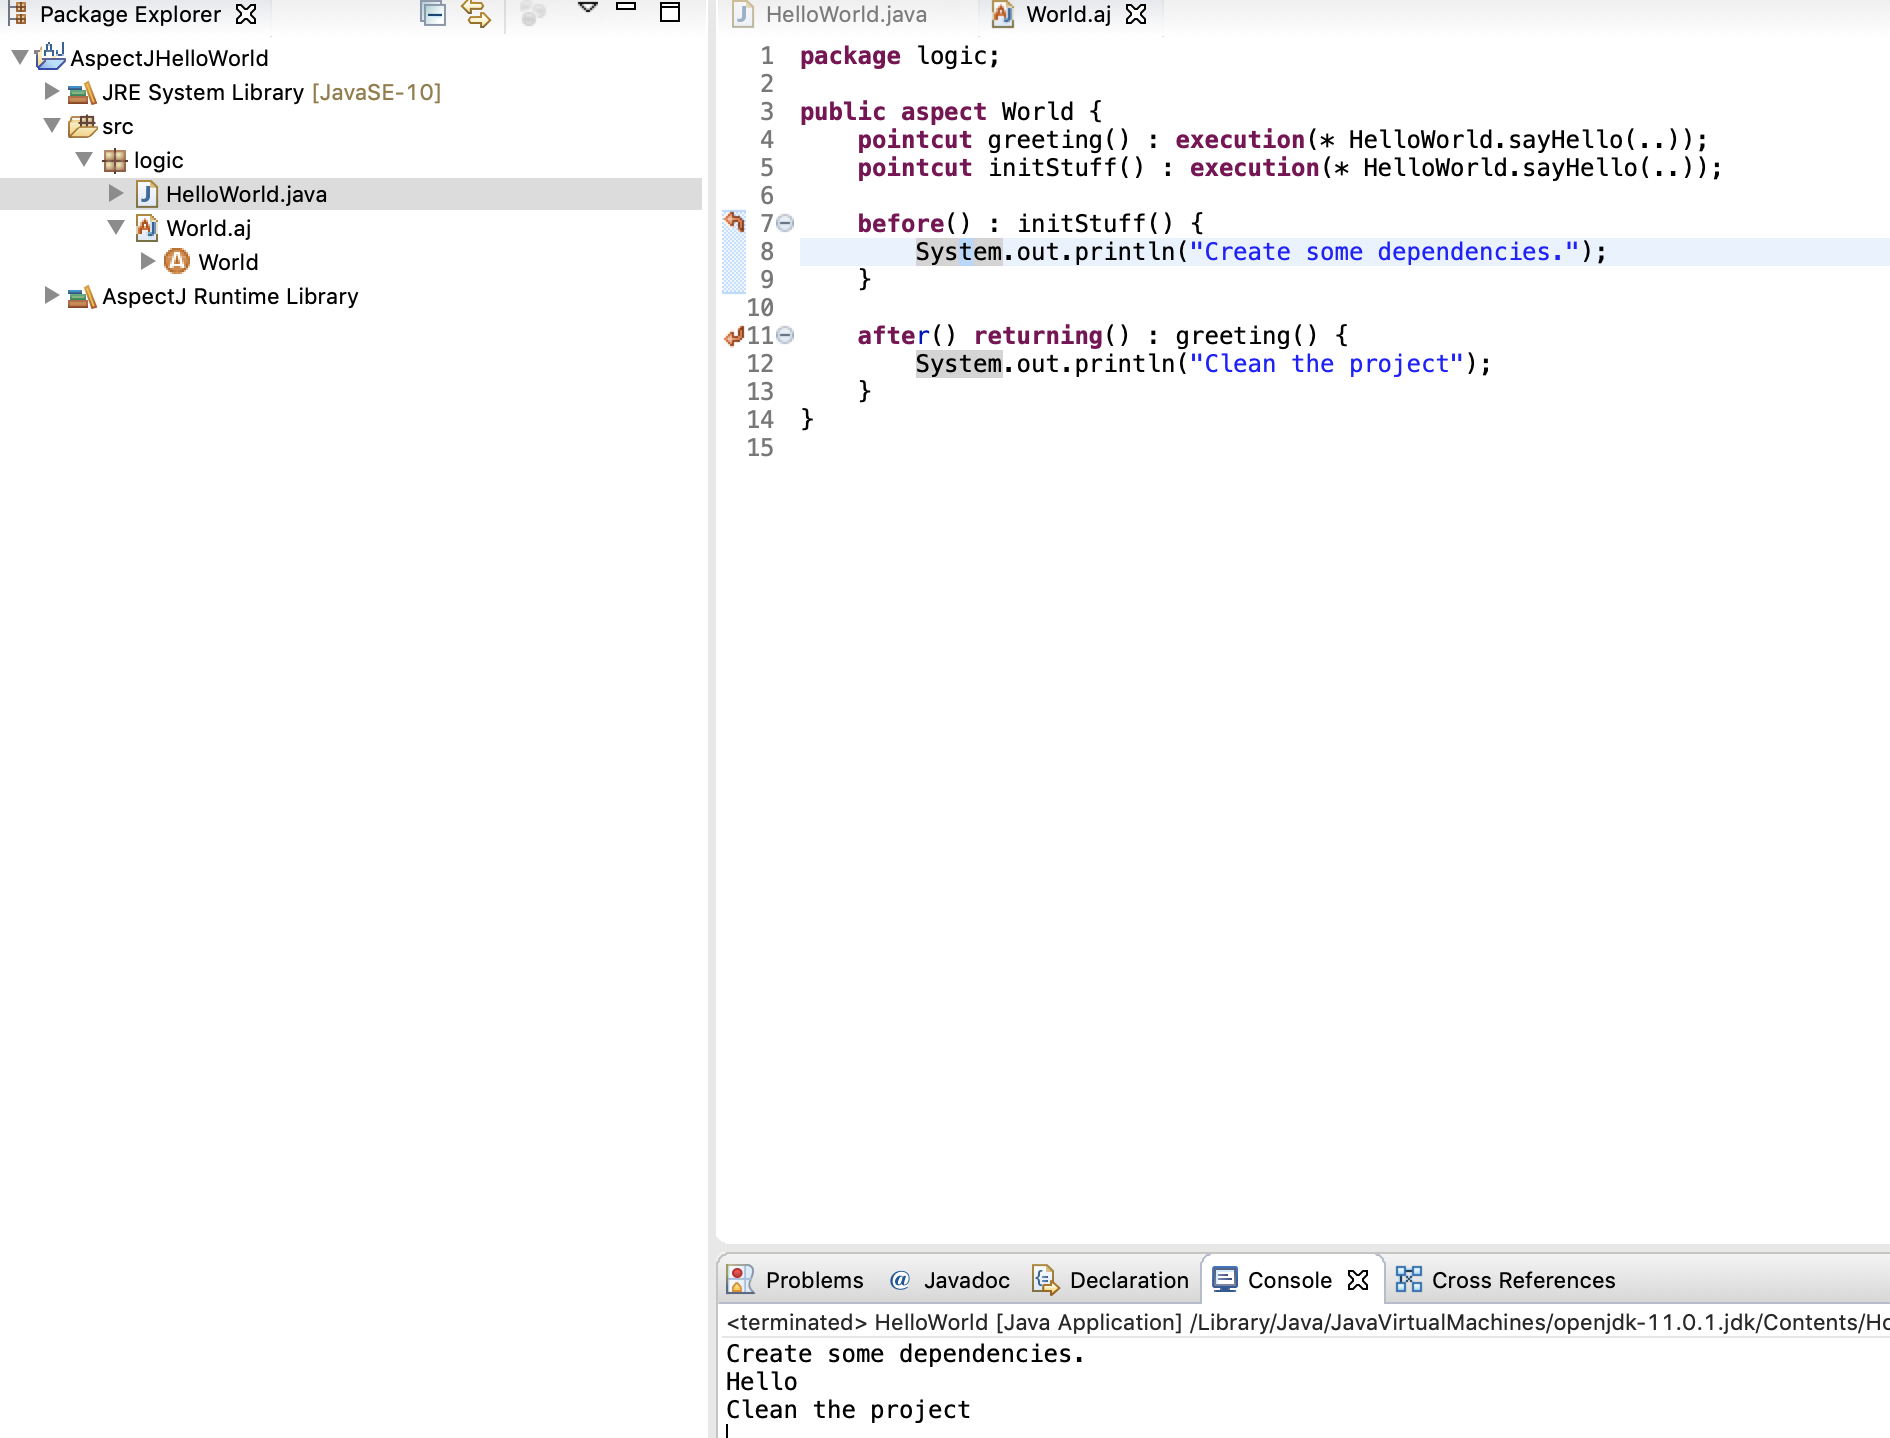 Package Explorer
AspectJHelloWorld
JRE System Library [JavaSE-10]
src
logic
HelloWorld.java
World.aj
World
AspectJ Runtime Library
HelloWorld.java World.aj
1 package logic;
2
3 public aspect World {
4 pointcut greeting() : execution(* HelloWorld.sayHello(..));
5 pointcut initStuff() : execution(* HelloWorld.sayHello(..));
6
7 before() : initStuff() {
8 System.out.println("Create some dependencies.");
9 }
10
11 after() returning() : greeting() {
12 System.out.println("Clean the project");
13 }
14 }
15
Problems @ Javadoc Declaration Console Cross References
<terminated> HelloWorld [Java Application] /Library/Java/JavaVirtualMachines/openjdk-11.0.1.jdk/Contents/Ho
Create some dependencies.
Hello
Clean the project